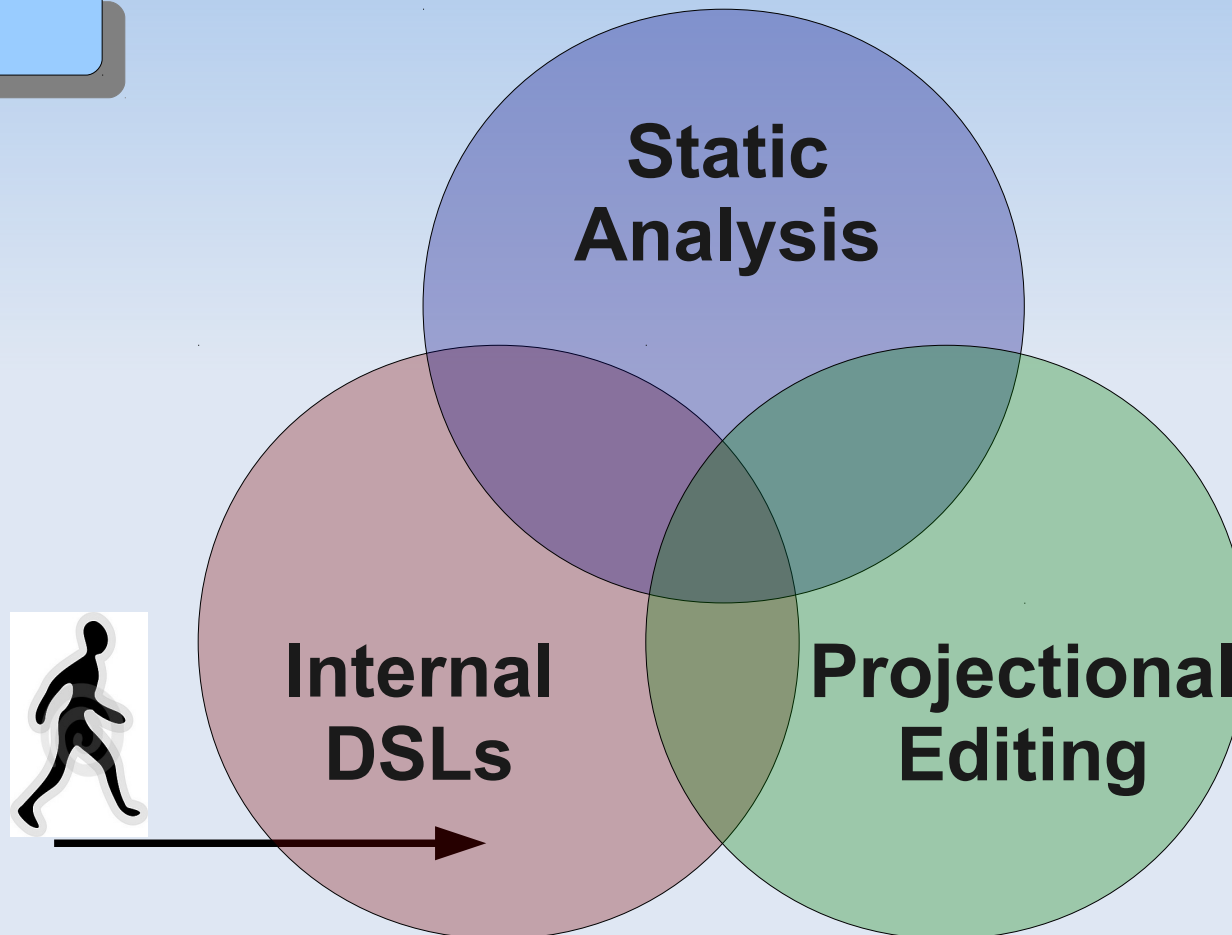 Static
Analysis
Internal
DSLs
Projectional
Editing